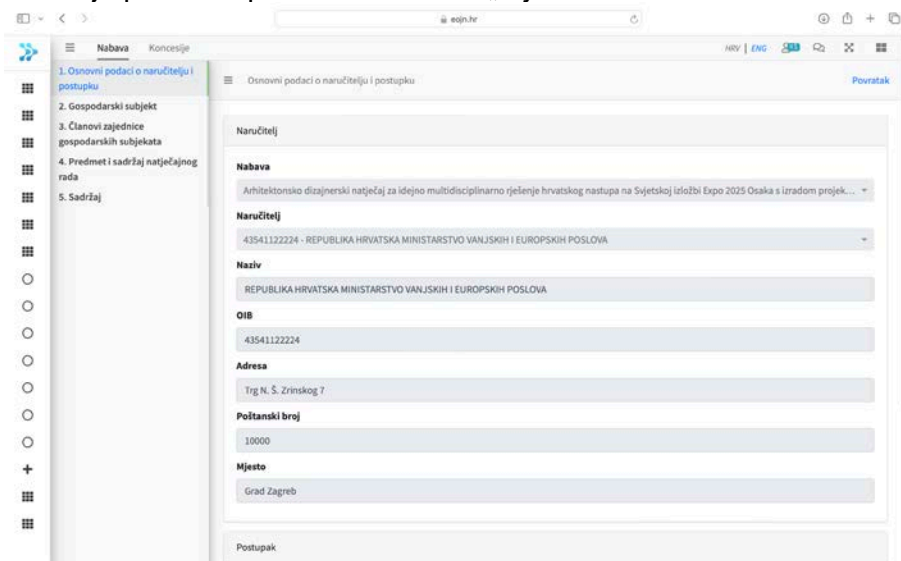 eojn.hr
Nabava Koncesije
HRV | ENG
1. Osnovni podaci o naručitelju i
postupku
2. Gospodarski subjekt
3. Članovi zajednice
gospodarskih subjekata
4. Predmet i sadržaj natječajnog
rada
5. Sadržaj
Osnovni podaci o naručitelju i postupku
Povratak
Naručitelj
Nabava
Arhitektonsko dizajnerski natječaj za idejno multidisciplinarno rješenje hrvatskog nastupa na Svjetskoj izložbi Expo 2025 Osaka s izradom projek...
Naručitelj
43541122224 - REPUBLIKA HRVATSKA MINISTARSTVO VANJSKIH I EUROPSKIH POSLOVA
Naziv
REPUBLIKA HRVATSKA MINISTARSTVO VANJSKIH I EUROPSKIH POSLOVA
OIB
43541122224
Adresa
Trg N. Š. Zrinskog 7
Poštanski broj
10000
Mjesto
Grad Zagreb
Postupak